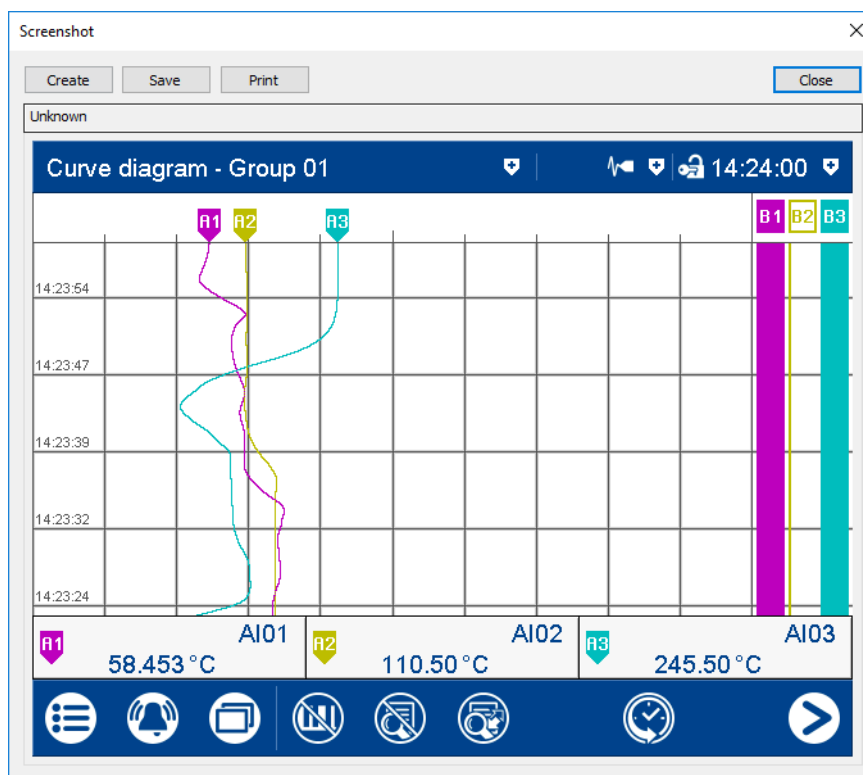 Screenshot
Create Save Print Close
Unknown
Curve diagram - Group 01 14:24:00
A1 A2 A3 B1 B2 B3
14:23:54
14:23:47
14:23:39
14:23:32
14:23:24
A1 AI01 A2 AI02 A3 AI03
58.453 °C 110.50 °C 245.50 °C